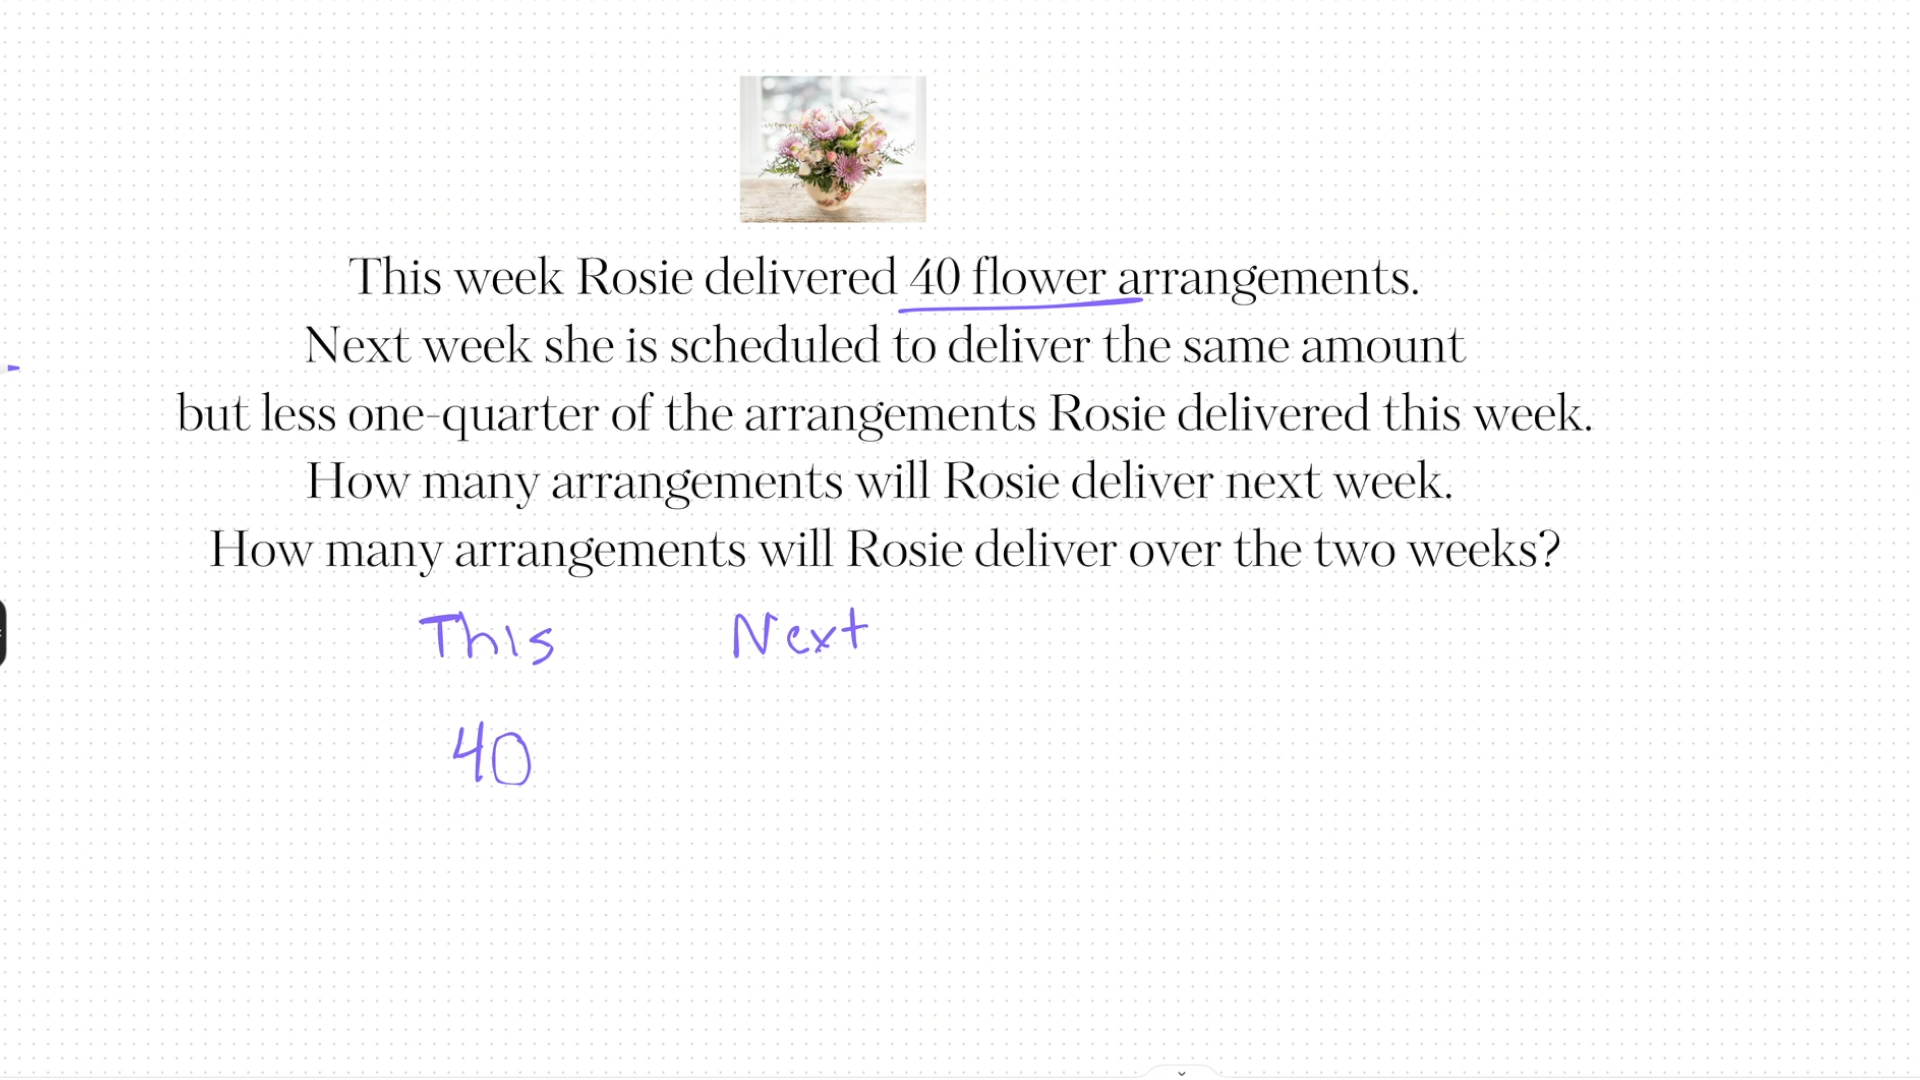 This week Rosie delivered 40 flower arrangements.
Next week she is scheduled to deliver the same amount
but less one-quarter of the arrangements Rosie delivered this week.
How many arrangements will Rosie deliver next week.
How many arrangements will Rosie deliver over the two weeks?
This Next
40